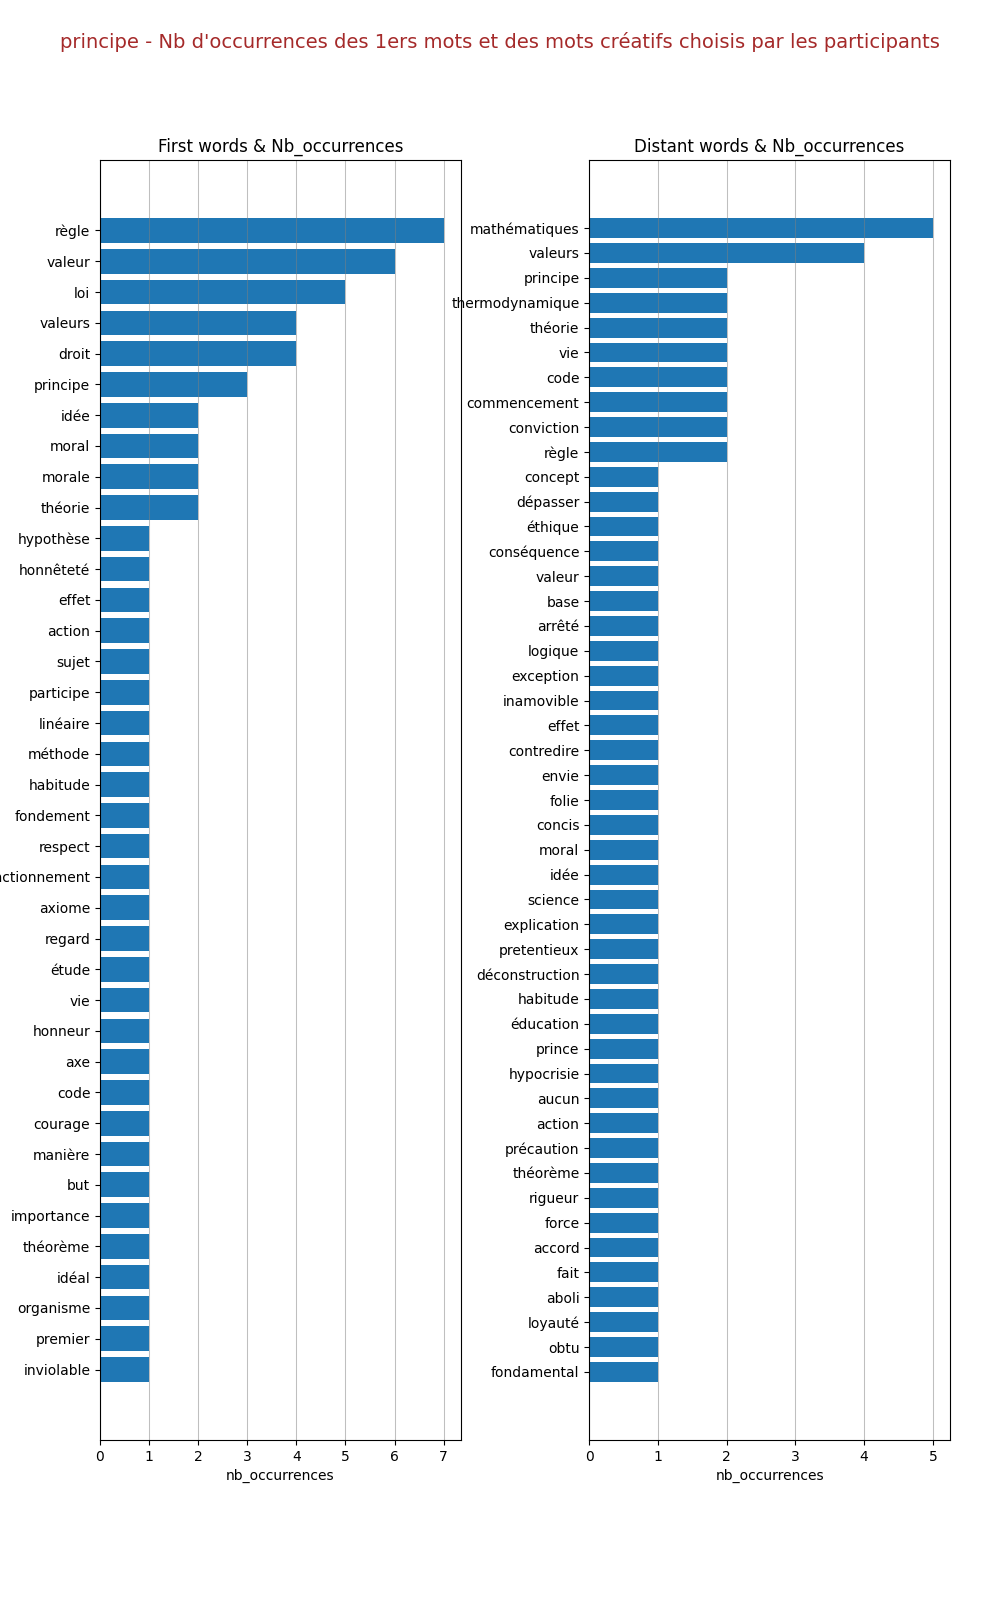 principe - Nb d'occurrences des 1ers mots et des mots créatifs choisis par les participants
First words & Nb_occurrences
règle
valeur
loi
valeurs
droit
principe
idée
moral
morale
théorie
hypothèse
honnêteté
effet
action
sujet
participe
linéaire
méthode
habitude
fondement
respect
nctionnement
axiome
regard
étude
vie
honneur
axe
code
courage
manière
but
importance
théorème
idéal
organisme
premier
inviolable
0 1 2 3 4 5 6 7
nb_occurrences
Distant words & Nb_occurrences
mathématiques
valeurs
principe
thermodynamique
théorie
vie
code
commencement
conviction
règle
concept
dépasser
éthique
conséquence
valeur
base
arrêté
logique
exception
inamovible
effet
contredire
envie
folie
concis
moral
idée
science
explication
pretentieux
déconstruction
habitude
éducation
prince
hypocrisie
aucun
action
précaution
théorème
rigueur
force
accord
fait
aboli
loyauté
obtu
fondamental
0 1 2 3 4 5
nb_occurrences